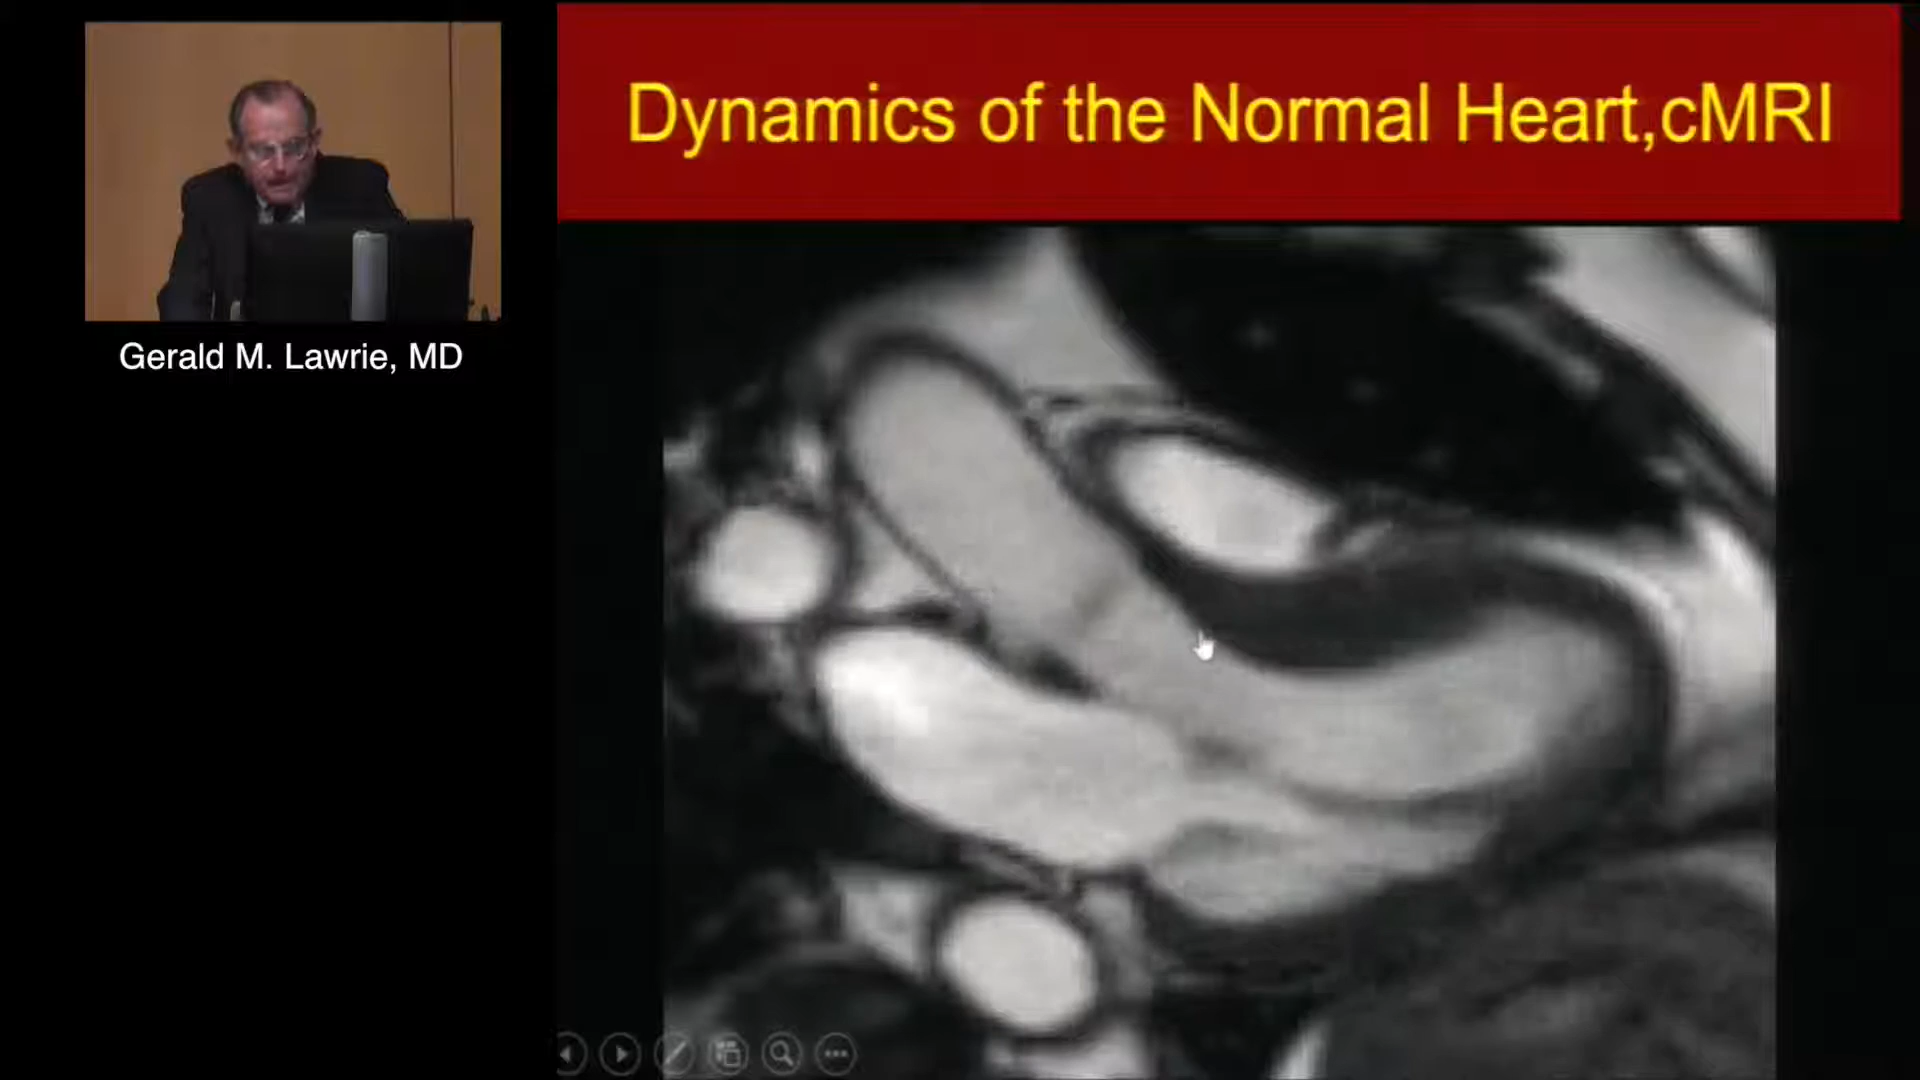 Dynamics of the Normal Heart,cMRI
Gerald M. Lawrie, MD